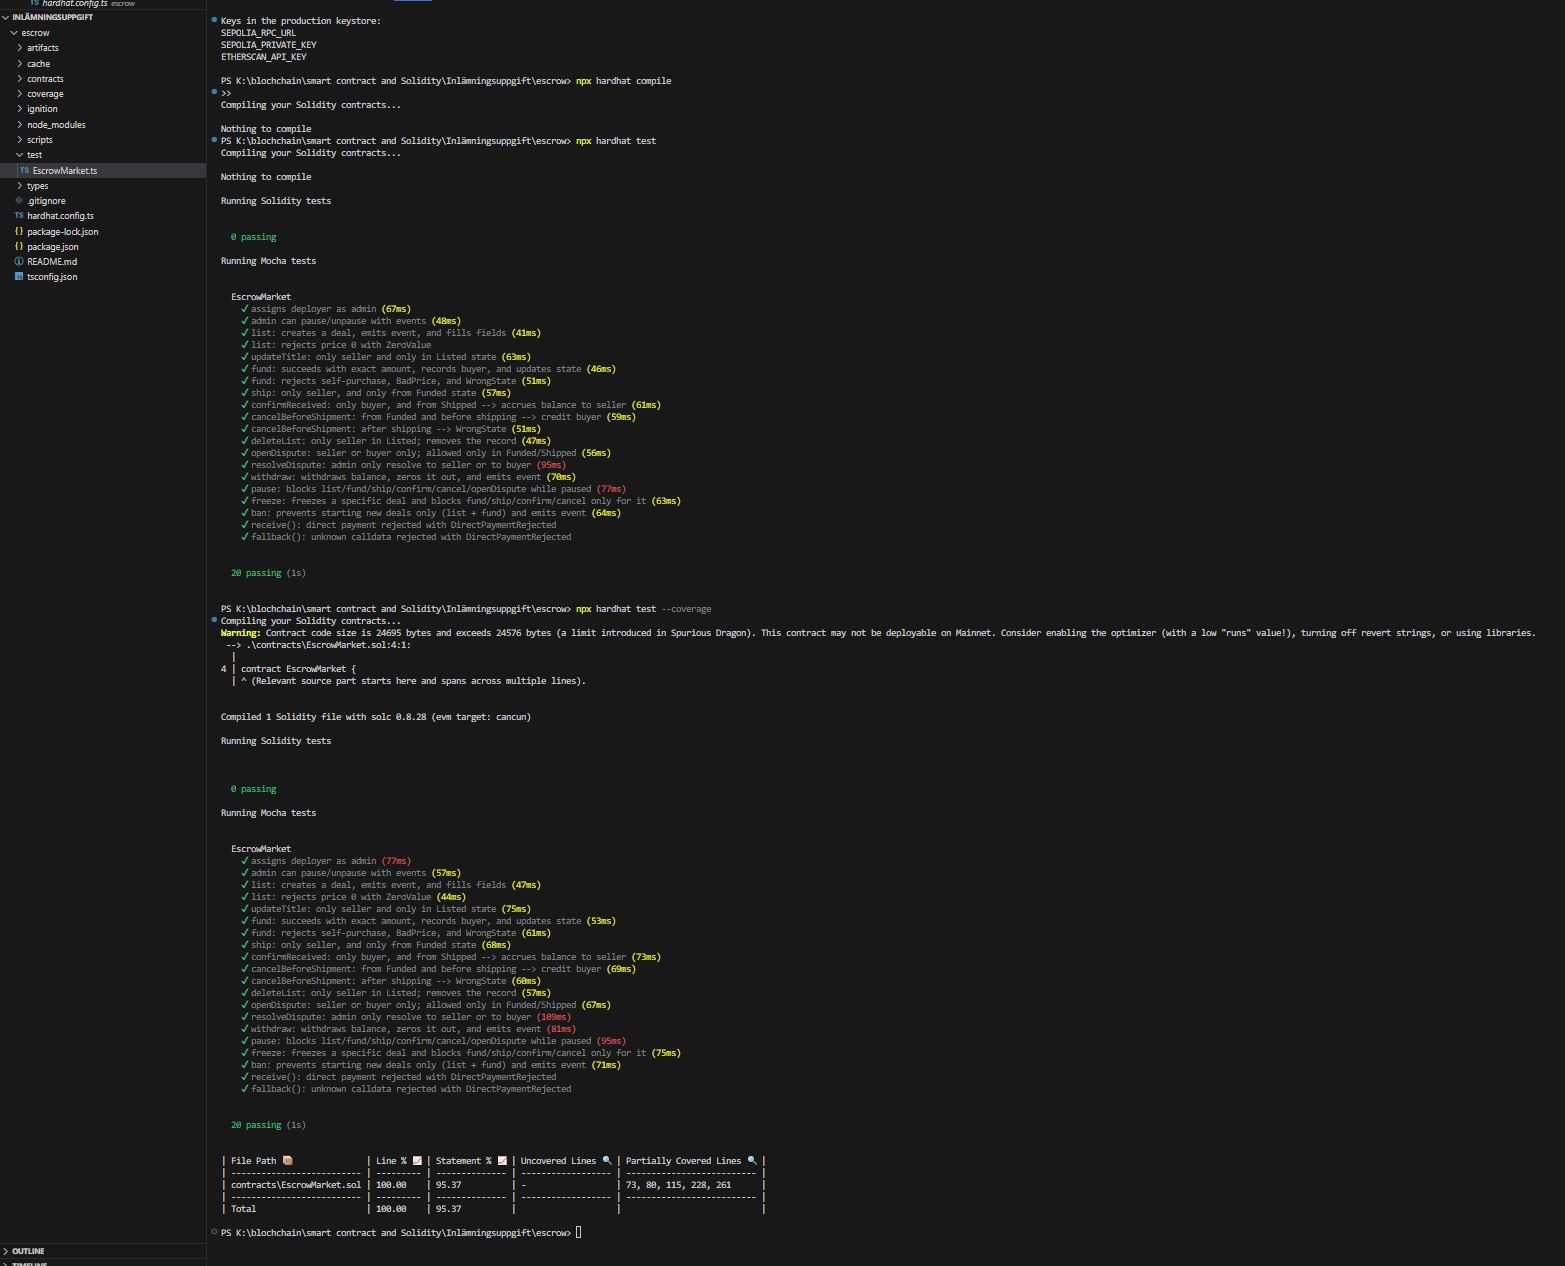 TS hardhat.config.ts escrow
INLÄMNINGSUPPGIFT
escrow
artifacts
cache
contracts
coverage
ignition
node_modules
scripts
test
TS EscrowMarket.ts
types
.gitignore
TS hardhat.config.ts
{} package-lock.json
{} package.json
README.md
tsconfig.json
OUTLINE
TIMELINE
Keys in the production keystore:
SEPOLIA_RPC_URL
SEPOLIA_PRIVATE_KEY
ETHERSCAN_API_KEY
PS K:\blochchain\smart contract and Solidity\Inlämningsuppgift\escrow> npx hardhat compile
>>
Compiling your Solidity contracts...
Nothing to compile
PS K:\blochchain\smart contract and Solidity\Inlämningsuppgift\escrow> npx hardhat test
Compiling your Solidity contracts...
Nothing to compile
Running Solidity tests
0 passing
Running Mocha tests
EscrowMarket
✓ assigns deployer as admin (67ms)
✓ admin can pause/unpause with events (48ms)
✓ list: creates a deal, emits event, and fills fields (41ms)
✓ list: rejects price 0 with ZeroValue
✓ updateTitle: only seller and only in Listed state (63ms)
✓ fund: succeeds with exact amount, records buyer, and updates state (46ms)
✓ fund: rejects self-purchase, BadPrice, and WrongState (51ms)
✓ ship: only seller, and only from Funded state (57ms)
✓ confirmReceived: only buyer, and from Shipped --> accrues balance to seller (61ms)
✓ cancelBeforeShipment: from Funded and before shipping --> credit buyer (59ms)
✓ cancelBeforeShipment: after shipping --> WrongState (51ms)
✓ deleteList: only seller in Listed; removes the record (47ms)
✓ openDispute: seller or buyer only; allowed only in Funded/Shipped (56ms)
✓ resolveDispute: admin only resolve to seller or to buyer (95ms)
✓ withdraw: withdraws balance, zeros it out, and emits event (70ms)
✓ pause: blocks list/fund/ship/confirm/cancel/openDispute while paused (77ms)
✓ freeze: freezes a specific deal and blocks fund/ship/confirm/cancel only for it (63ms)
✓ ban: prevents starting new deals only (list + fund) and emits event (64ms)
✓ receive(): direct payment rejected with DirectPaymentRejected
✓ fallback(): unknown calldata rejected with DirectPaymentRejected
20 passing (1s)
PS K:\blochchain\smart contract and Solidity\Inlämningsuppgift\escrow> npx hardhat test --coverage
Compiling your Solidity contracts...
Warning: Contract code size is 24695 bytes and exceeds 24576 bytes (a limit introduced in Spurious Dragon). This contract may not be deployable on Mainnet. Consider enabling the optimizer (with a low "runs" value!), turning off revert strings, or using libraries.
--> .\contracts\EscrowMarket.sol:4:1:
|
4 | contract EscrowMarket {
| ^ (Relevant source part starts here and spans across multiple lines).
Compiled 1 Solidity file with solc 0.8.28 (evm target: cancun)
Running Solidity tests
0 passing
Running Mocha tests
EscrowMarket
✓ assigns deployer as admin (77ms)
✓ admin can pause/unpause with events (57ms)
✓ list: creates a deal, emits event, and fills fields (47ms)
✓ list: rejects price 0 with ZeroValue (44ms)
✓ updateTitle: only seller and only in Listed state (75ms)
✓ fund: succeeds with exact amount, records buyer, and updates state (53ms)
✓ fund: rejects self-purchase, BadPrice, and WrongState (61ms)
✓ ship: only seller, and only from Funded state (68ms)
✓ confirmReceived: only buyer, and from Shipped --> accrues balance to seller (73ms)
✓ cancelBeforeShipment: from Funded and before shipping --> credit buyer (69ms)
✓ cancelBeforeShipment: after shipping --> WrongState (60ms)
✓ deleteList: only seller in Listed; removes the record (57ms)
✓ openDispute: seller or buyer only; allowed only in Funded/Shipped (67ms)
✓ resolveDispute: admin only resolve to seller or to buyer (109ms)
✓ withdraw: withdraws balance, zeros it out, and emits event (81ms)
✓ pause: blocks list/fund/ship/confirm/cancel/openDispute while paused (95ms)
✓ freeze: freezes a specific deal and blocks fund/ship/confirm/cancel only for it (75ms)
✓ ban: prevents starting new deals only (list + fund) and emits event (71ms)
✓ receive(): direct payment rejected with DirectPaymentRejected
✓ fallback(): unknown calldata rejected with DirectPaymentRejected
20 passing (1s)
| File Path 📦 | Line % 📈 | Statement % 📈 | Uncovered Lines 🔍 | Partially Covered Lines 🔍 |
| -------------------------- | --------- | -------------- | ------------------ | -------------------------- |
| contracts\EscrowMarket.sol | 100.00 | 95.37 | - | 73, 80, 115, 228, 261 |
| -------------------------- | --------- | -------------- | ------------------ | -------------------------- |
| Total | 100.00 | 95.37 | | |
PS K:\blochchain\smart contract and Solidity\Inlämningsuppgift\escrow>